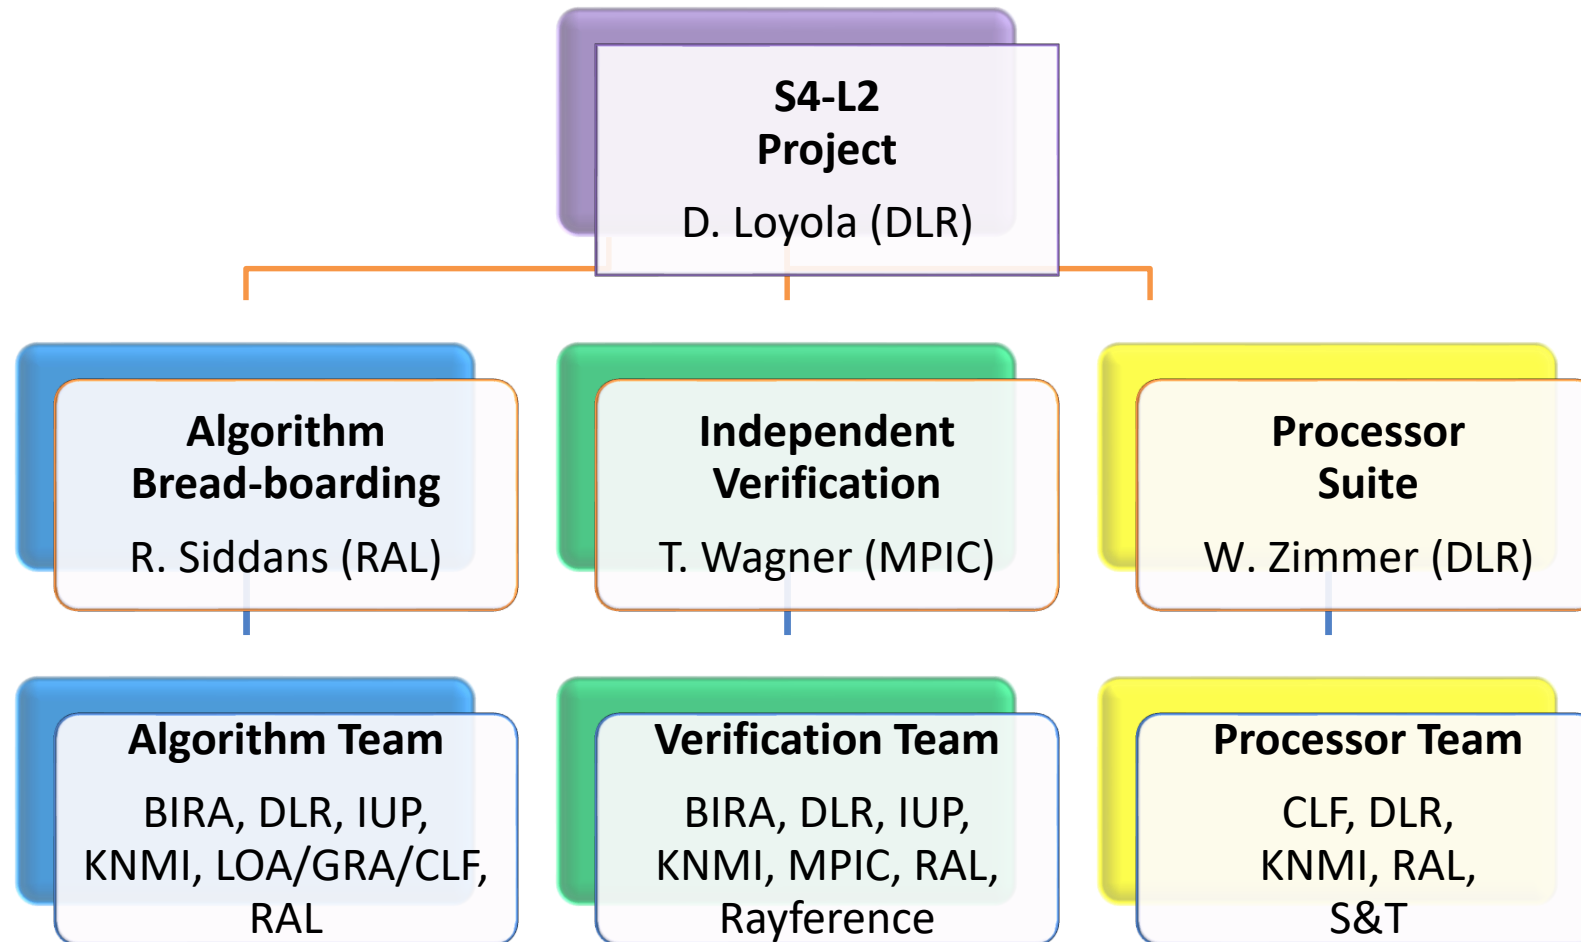 S4-L2
Project
D. Loyola (DLR)
Algorithm
Bread-boarding
R. Siddans (RAL)
Independent
Verification
T. Wagner (MPIC)
Processor
Suite
W. Zimmer (DLR)
Algorithm Team
BIRA, DLR, IUP,
KNMI, LOA/GRA/CLF,
RAL
Verification Team
BIRA, DLR, IUP,
KNMI, MPIC, RAL,
Rayference
Processor Team
CLF, DLR,
KNMI, RAL,
S&T